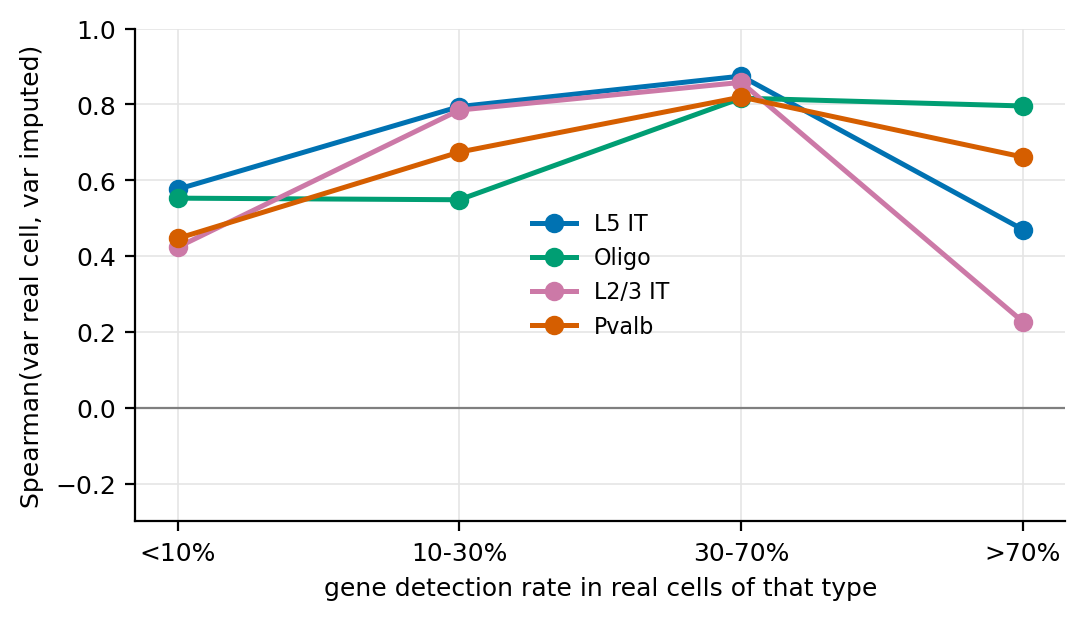 Spearman(var real cell, var imputed)
1.0
0.8
0.6
0.4
0.2
0.0
−0.2
L5 IT
Oligo
L2/3 IT
Pvalb
<10%
10-30%
30-70%
>70%
gene detection rate in real cells of that type